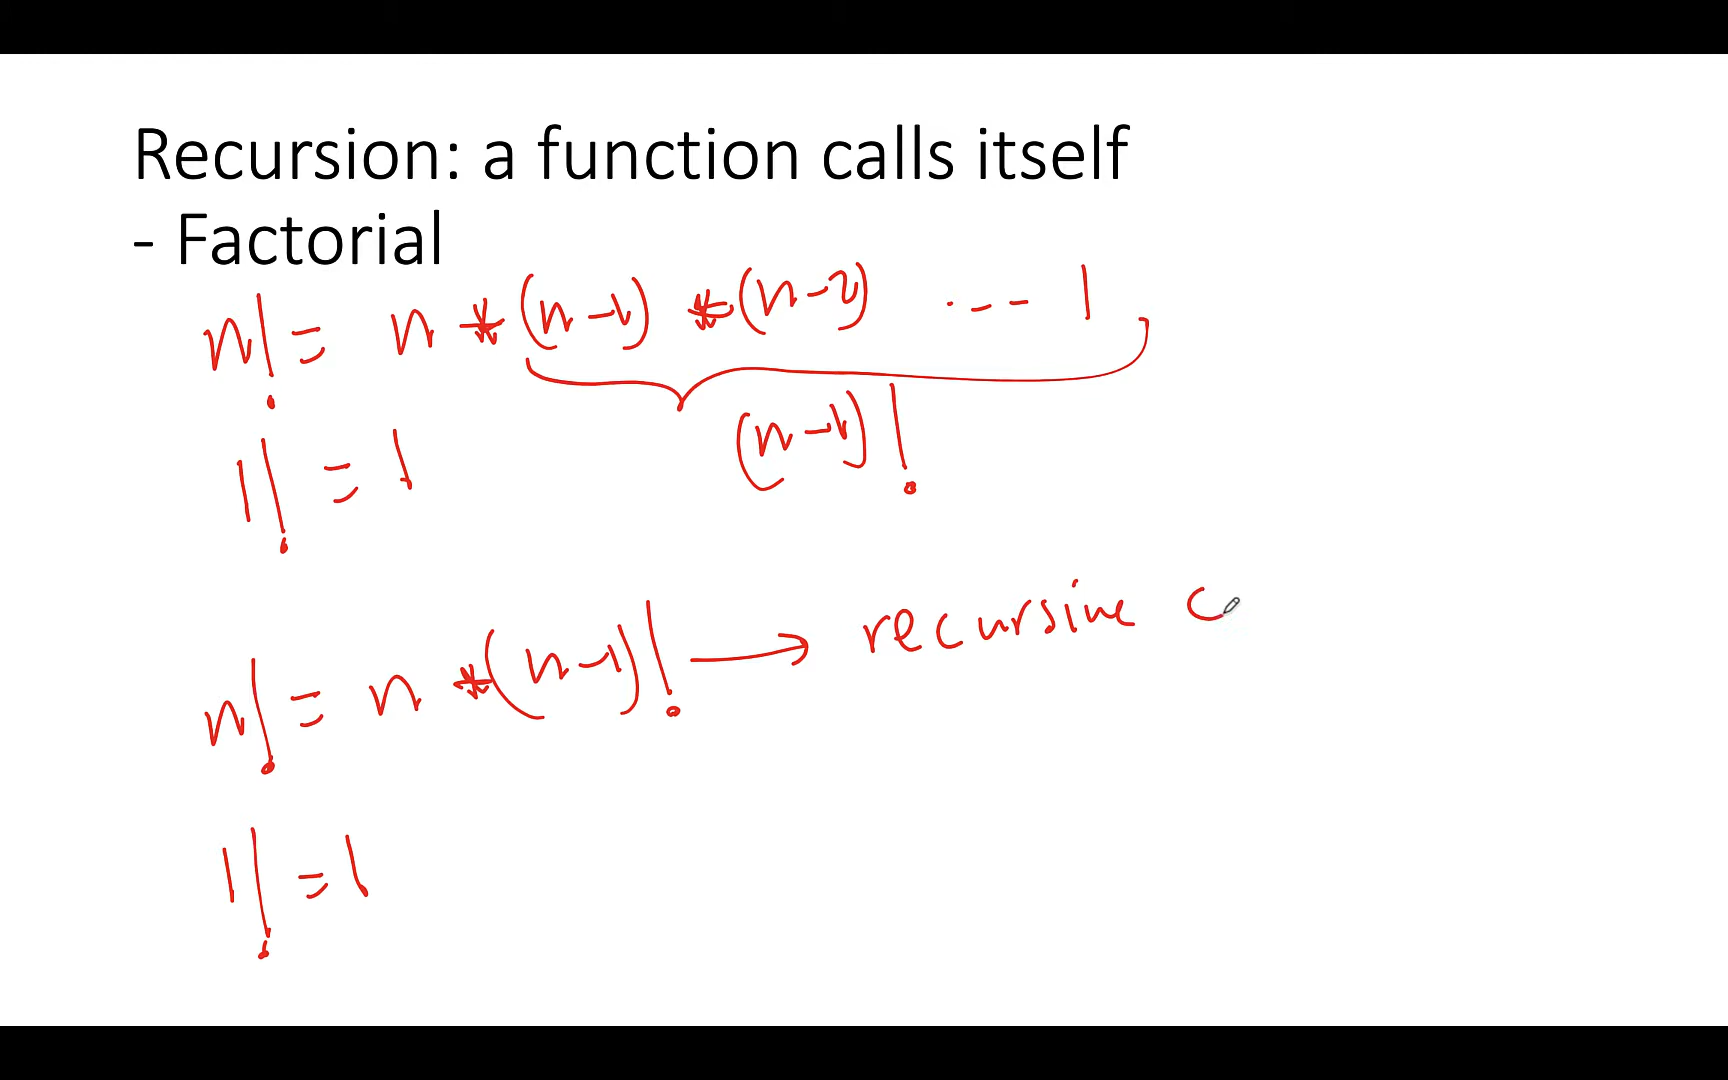 Recursion: a function calls itself
- Factorial
n! = n * (n-1) * (n-2) ... 1
(n-1)!
1! = 1
n! = n * (n-1)! → recursive c
1! = 1